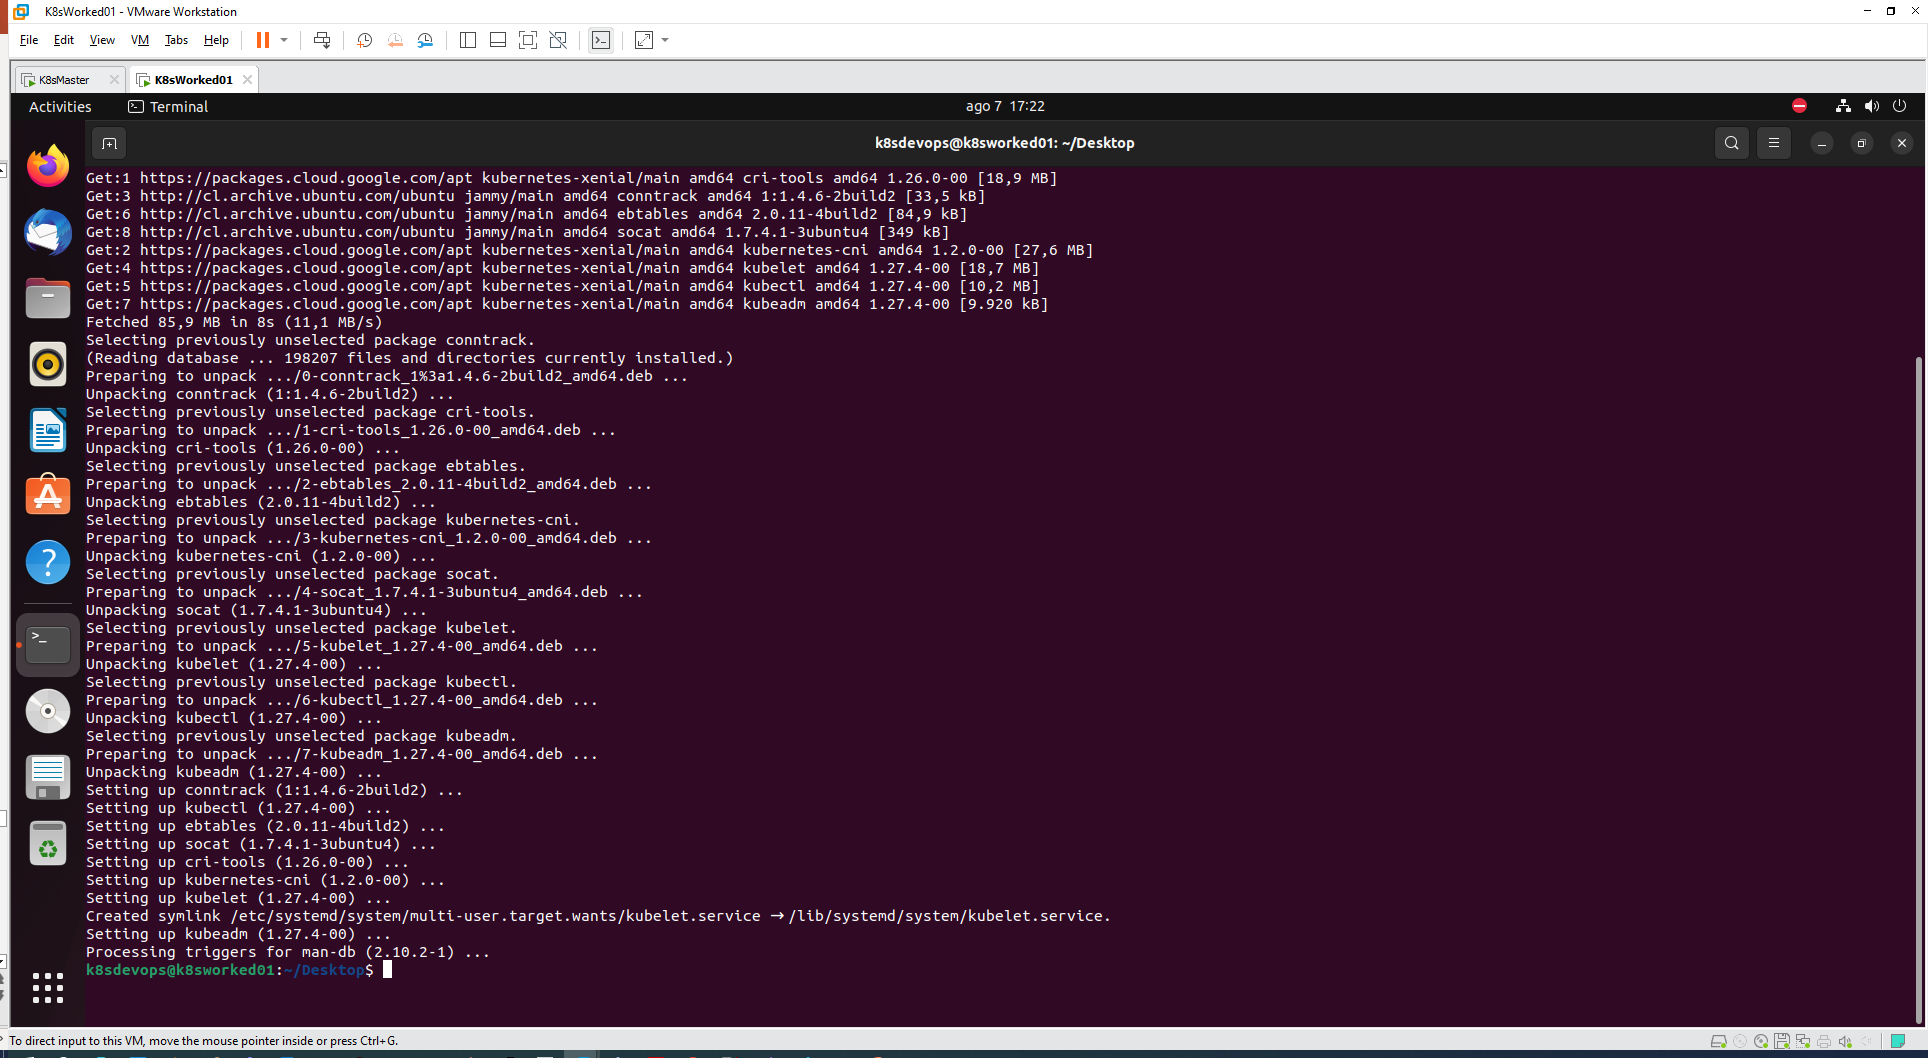 K8sWorked01 - VMware Workstation
File Edit View VM Tabs Help
K8sMaster
K8sWorked01
Activities
Terminal
ago 7 17:22
k8sdevops@k8sworked01: ~/Desktop
Get:1 https://packages.cloud.google.com/apt kubernetes-xenial/main amd64 cri-tools amd64 1.26.0-00 [18,9 MB]
Get:3 http://cl.archive.ubuntu.com/ubuntu jammy/main amd64 conntrack amd64 1:1.4.6-2build2 [33,5 kB]
Get:6 http://cl.archive.ubuntu.com/ubuntu jammy/main amd64 ebtables amd64 2.0.11-4build2 [84,9 kB]
Get:8 http://cl.archive.ubuntu.com/ubuntu jammy/main amd64 socat amd64 1.7.4.1-3ubuntu4 [349 kB]
Get:2 https://packages.cloud.google.com/apt kubernetes-xenial/main amd64 kubernetes-cni amd64 1.2.0-00 [27,6 MB]
Get:4 https://packages.cloud.google.com/apt kubernetes-xenial/main amd64 kubelet amd64 1.27.4-00 [18,7 MB]
Get:5 https://packages.cloud.google.com/apt kubernetes-xenial/main amd64 kubectl amd64 1.27.4-00 [10,2 MB]
Get:7 https://packages.cloud.google.com/apt kubernetes-xenial/main amd64 kubeadm amd64 1.27.4-00 [9.920 kB]
Fetched 85,9 MB in 8s (11,1 MB/s)
Selecting previously unselected package conntrack.
(Reading database ... 198207 files and directories currently installed.)
Preparing to unpack .../0-conntrack_1%3a1.4.6-2build2_amd64.deb ...
Unpacking conntrack (1:1.4.6-2build2) ...
Selecting previously unselected package cri-tools.
Preparing to unpack .../1-cri-tools_1.26.0-00_amd64.deb ...
Unpacking cri-tools (1.26.0-00) ...
Selecting previously unselected package ebtables.
Preparing to unpack .../2-ebtables_2.0.11-4build2_amd64.deb ...
Unpacking ebtables (2.0.11-4build2) ...
Selecting previously unselected package kubernetes-cni.
Preparing to unpack .../3-kubernetes-cni_1.2.0-00_amd64.deb ...
Unpacking kubernetes-cni (1.2.0-00) ...
Selecting previously unselected package socat.
Preparing to unpack .../4-socat_1.7.4.1-3ubuntu4_amd64.deb ...
Unpacking socat (1.7.4.1-3ubuntu4) ...
Selecting previously unselected package kubelet.
Preparing to unpack .../5-kubelet_1.27.4-00_amd64.deb ...
Unpacking kubelet (1.27.4-00) ...
Selecting previously unselected package kubectl.
Preparing to unpack .../6-kubectl_1.27.4-00_amd64.deb ...
Unpacking kubectl (1.27.4-00) ...
Selecting previously unselected package kubeadm.
Preparing to unpack .../7-kubeadm_1.27.4-00_amd64.deb ...
Unpacking kubeadm (1.27.4-00) ...
Setting up conntrack (1:1.4.6-2build2) ...
Setting up kubectl (1.27.4-00) ...
Setting up ebtables (2.0.11-4build2) ...
Setting up socat (1.7.4.1-3ubuntu4) ...
Setting up cri-tools (1.26.0-00) ...
Setting up kubernetes-cni (1.2.0-00) ...
Setting up kubelet (1.27.4-00) ...
Created symlink /etc/systemd/system/multi-user.target.wants/kubelet.service → /lib/systemd/system/kubelet.service.
Setting up kubeadm (1.27.4-00) ...
Processing triggers for man-db (2.10.2-1) ...
k8sdevops@k8sworked01:~/Desktop$
To direct input to this VM, move the mouse pointer inside or press Ctrl+G.